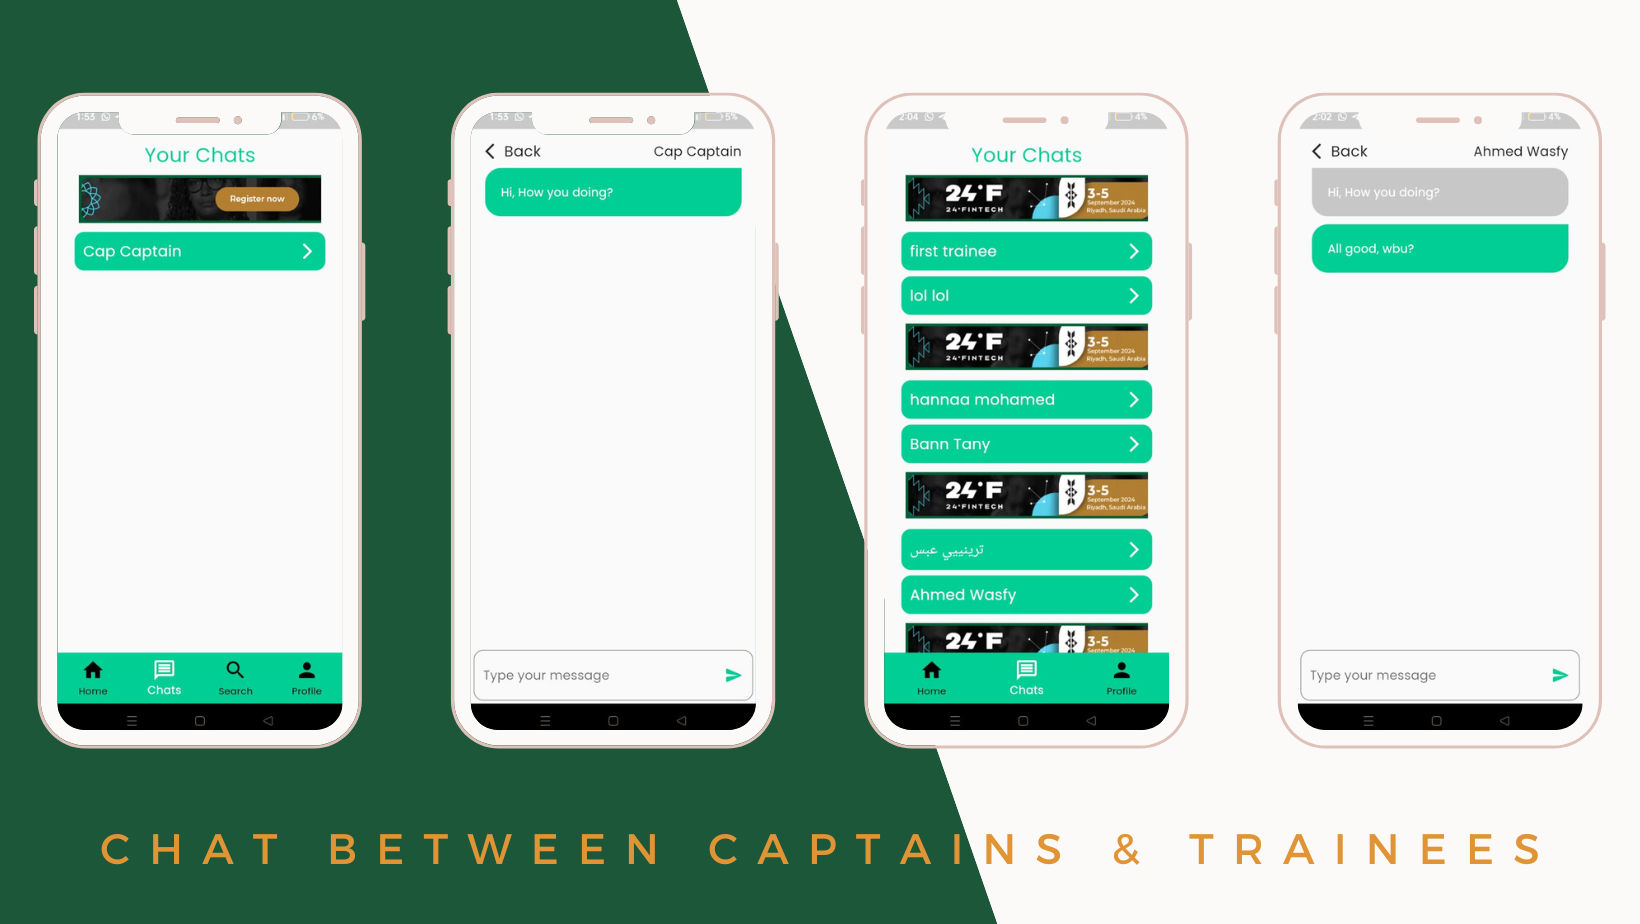 1:53
6%
Your Chats
Register now
Cap Captain
Home
Chats
Search
Profile
1:53
5%
Back
Cap Captain
Hi, How you doing?
Type your message
2:04
4%
Your Chats
24°F
24°FINTECH
3-5
September 2024
Riyadh, Saudi Arabia
first trainee
lol lol
24°F
24°FINTECH
3-5
September 2024
Riyadh, Saudi Arabia
hannaa mohamed
Bann Tany
24°F
24°FINTECH
3-5
September 2024
Riyadh, Saudi Arabia
ترينييي عبس
Ahmed Wasfy
24°F
3-5
September 2024
Home
Chats
Profile
2:02
4%
Back
Ahmed Wasfy
Hi, How you doing?
All good, wbu?
Type your message
CHAT BETWEEN CAPTAINS & TRAINEES